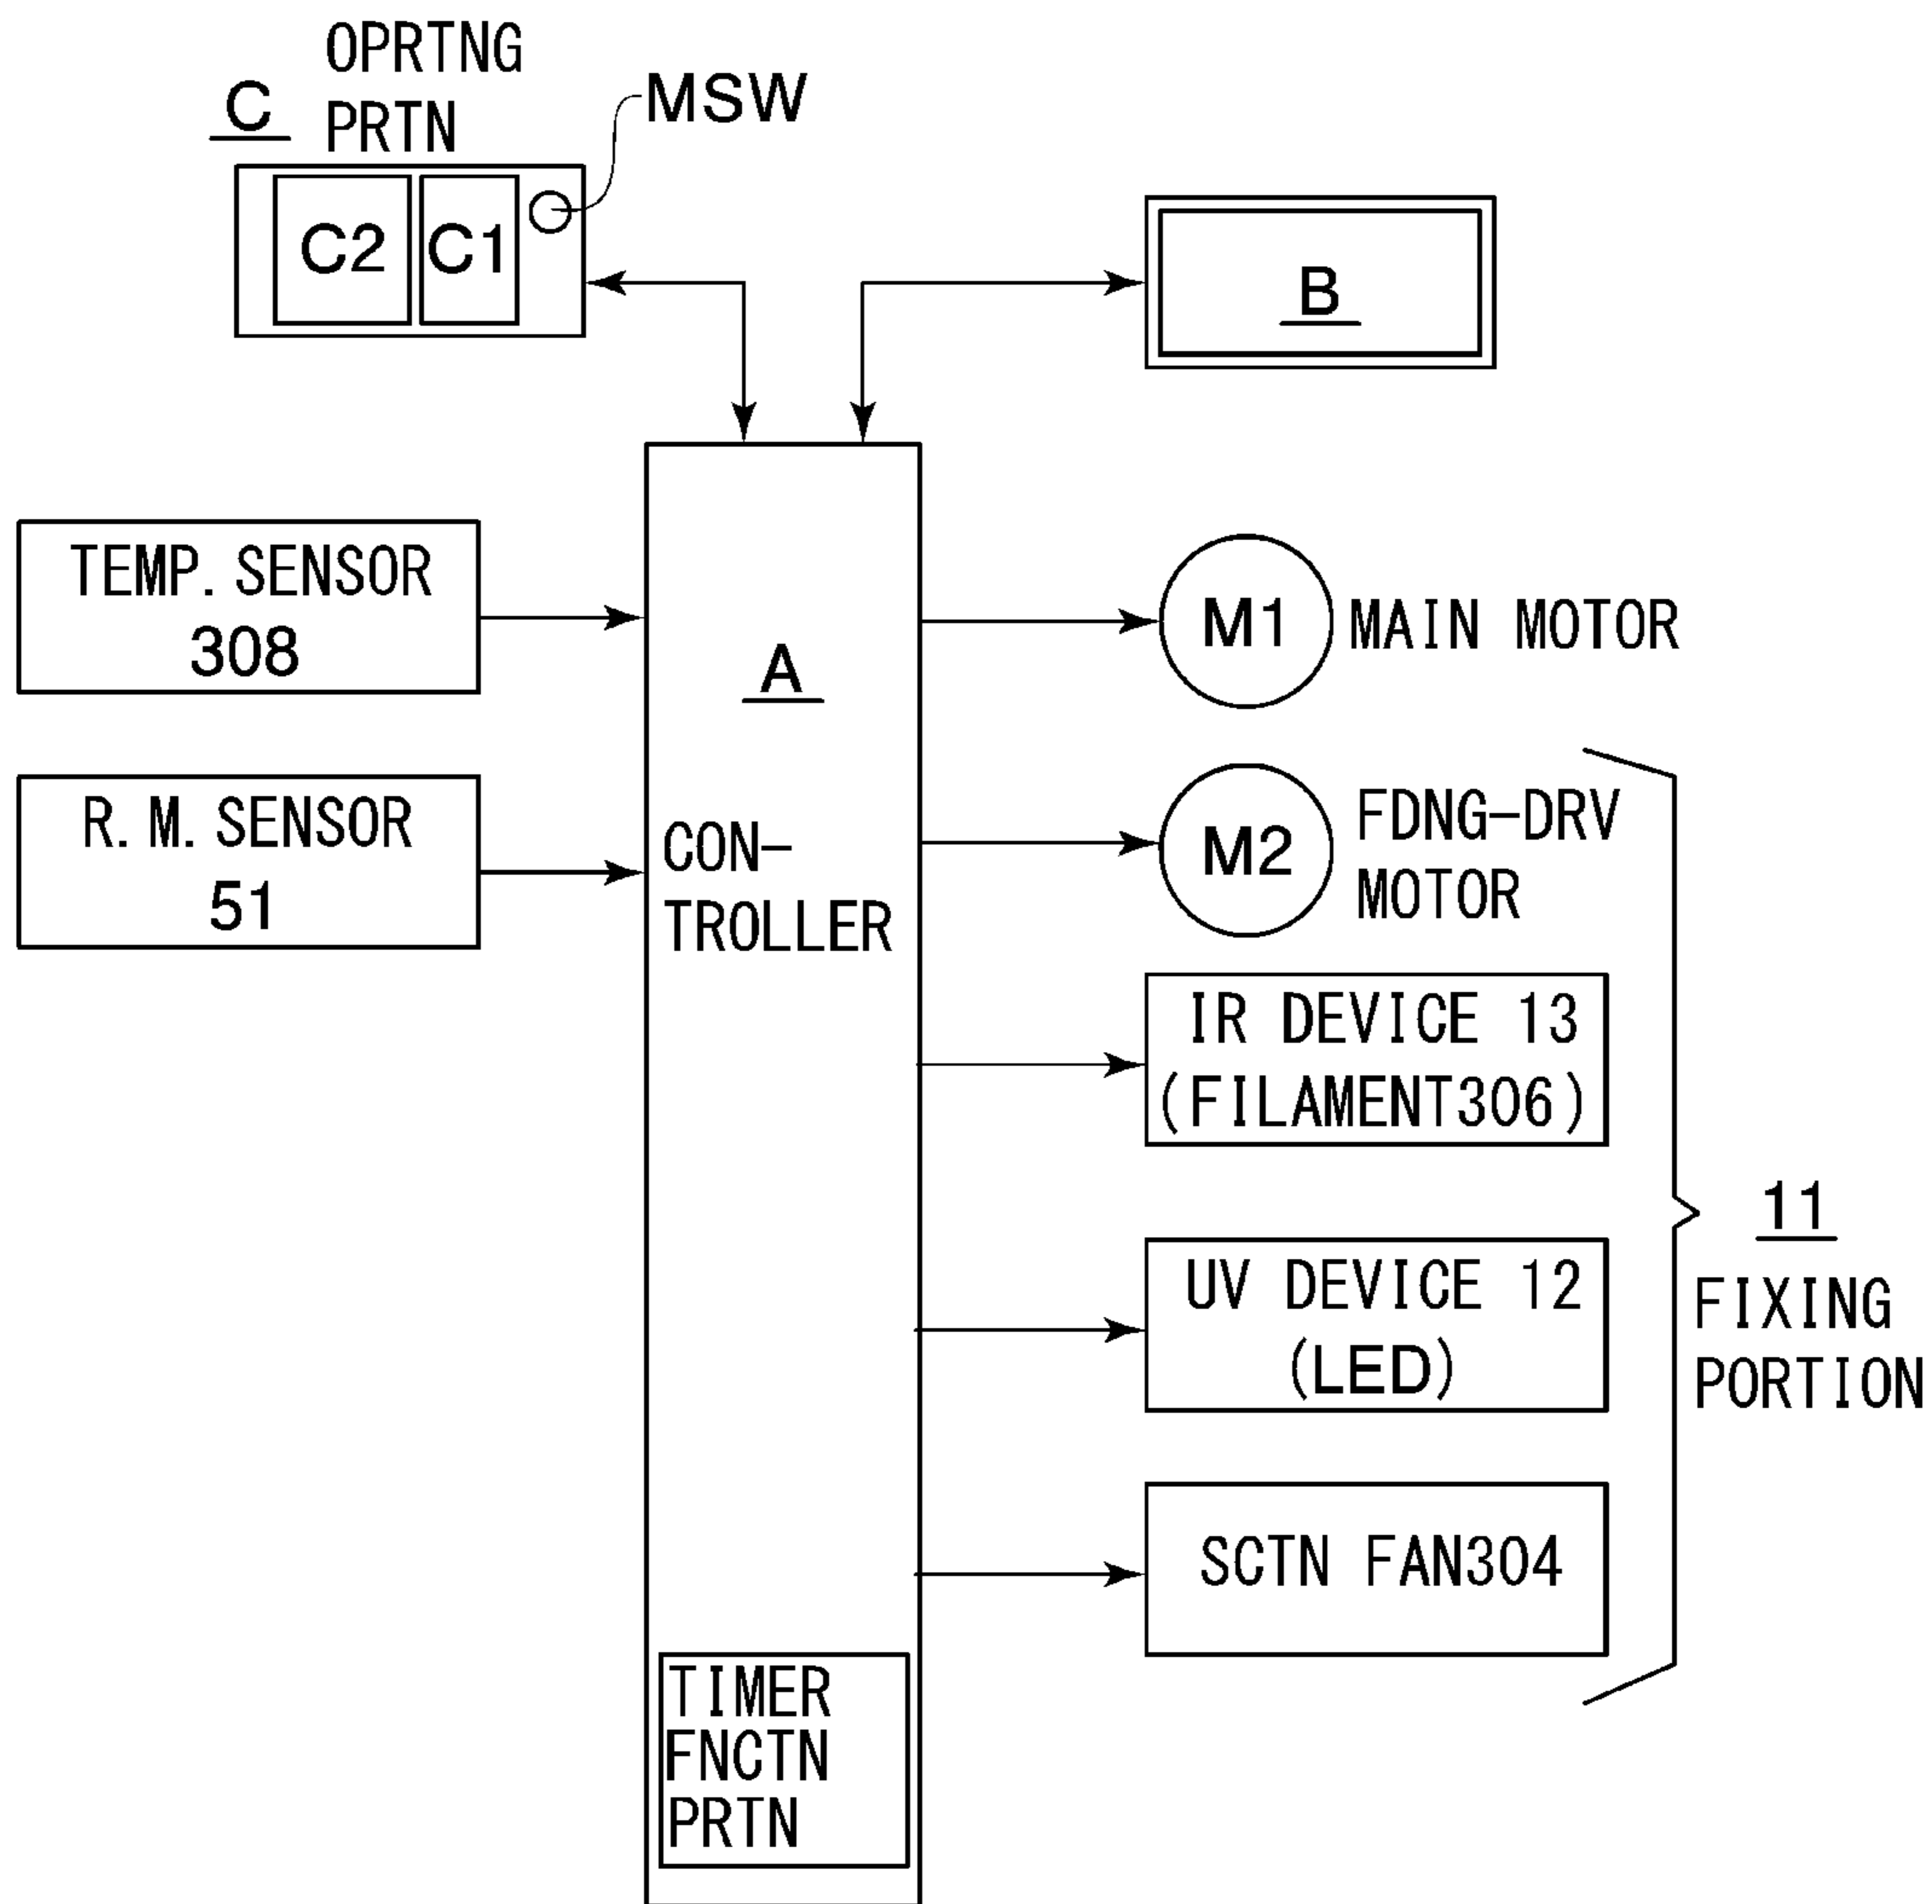 OPRTNG
PRTN
C
MSW
C2
C1
B
TEMP. SENSOR
308
R. M. SENSOR
51
A
CON-
TROLLER
TIMER
FNCTN
PRTN
M1
MAIN MOTOR
M2
FDNG-DRV
MOTOR
IR DEVICE 13
(FILAMENT306)
UV DEVICE 12
(LED)
SCTN FAN304
11
FIXING
PORTION